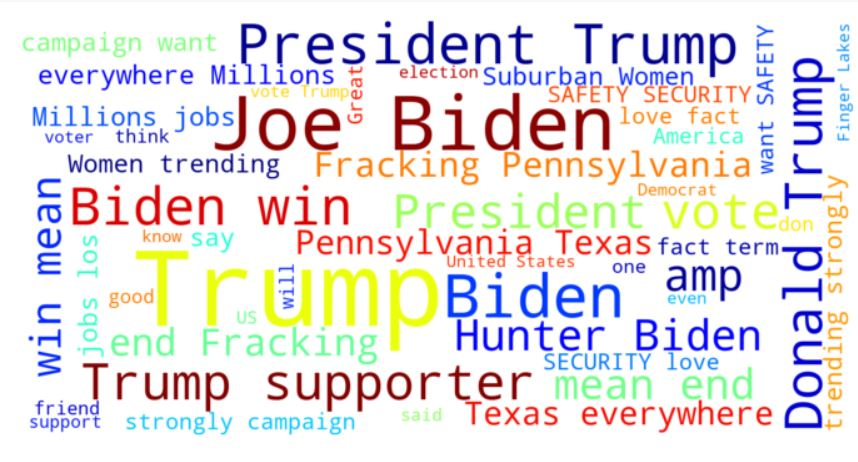 campaign want
President Trump
everywhere Millions
Great
election
Suburban Women
want SAFETY
Finger Lakes
vote Trump
SAFETY SECURITY
Millions jobs
Joe Biden
love fact
voter
think
America
Women trending
Fracking Pennsylvania
Donald Trump
Democrat
win mean
Biden win
President
vote
don
trending strongly
know
say
Pennsylvania Texas
fact term
jobs los
Trump
will
United States
one
amp
good
Biden
even
US
end Fracking
Hunter Biden
SECURITY love
Trump supporter
mean end
friend
support
strongly campaign
said
Texas everywhere